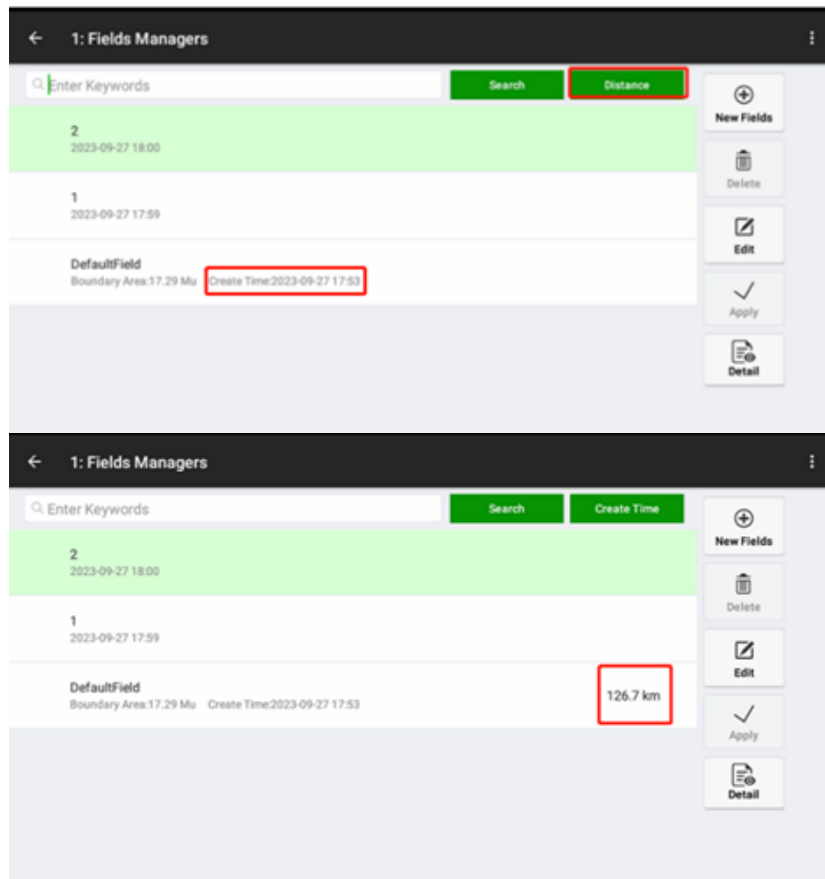 1: Fields Managers
Enter Keywords
Search
Distance
New Fields
2
2023-09-27 18:00
Delete
1
2023-09-27 17:59
Edit
DefaultField
Boundary Area:17.29 Mu Create Time:2023-09-27 17:53
Apply
Detail
1: Fields Managers
Enter Keywords
Search
Create Time
New Fields
2
2023-09-27 18:00
Delete
1
2023-09-27 17:59
Edit
DefaultField
Boundary Area:17.29 Mu Create Time:2023-09-27 17:53
126.7 km
Apply
Detail